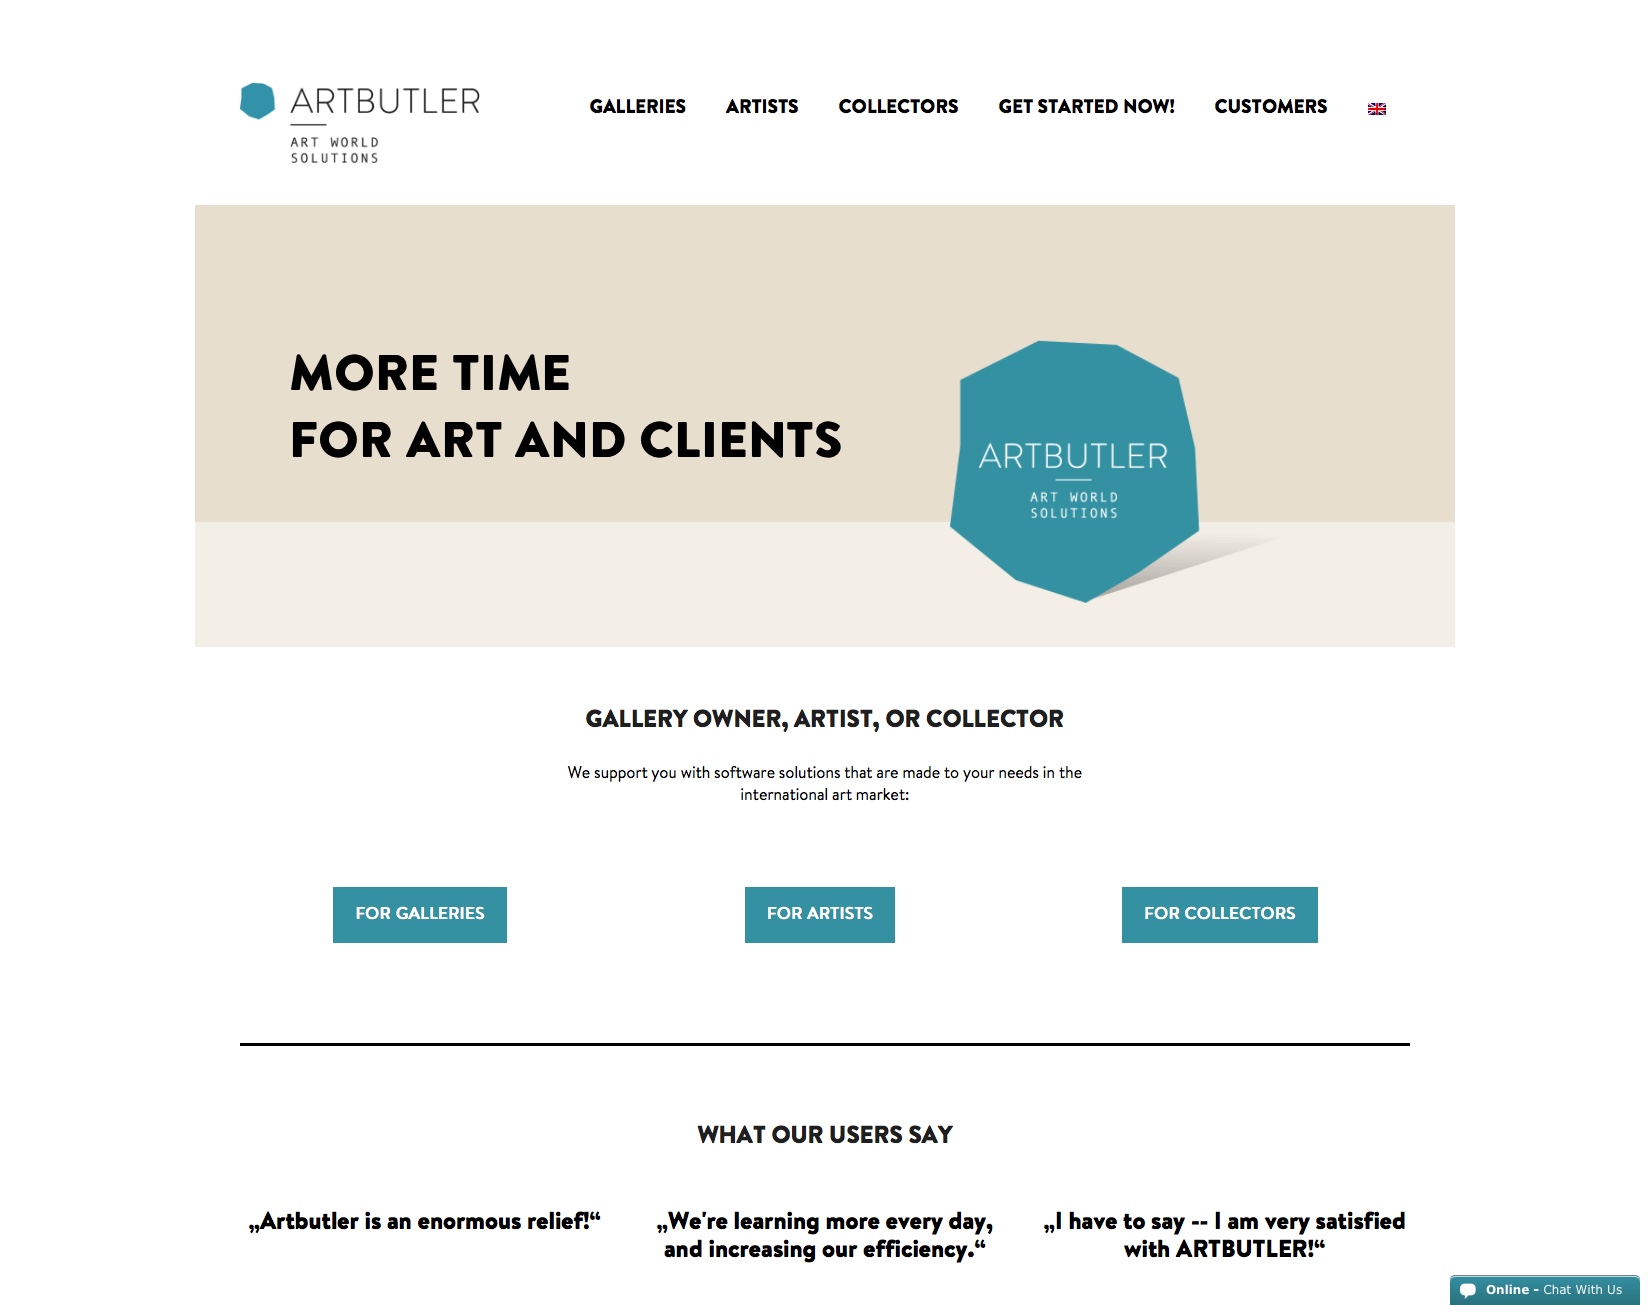 ARTBUTLER
ART WORLD
SOLUTIONS
GALLERIES ARTISTS COLLECTORS GET STARTED NOW! CUSTOMERS
MORE TIME
FOR ART AND CLIENTS
ARTBUTLER
ART WORLD
SOLUTIONS
GALLERY OWNER, ARTIST, OR COLLECTOR
We support you with software solutions that are made to your needs in the
international art market:
FOR GALLERIES
FOR ARTISTS
FOR COLLECTORS
WHAT OUR USERS SAY
„Artbutler is an enormous relief!“
„We're learning more every day,
and increasing our efficiency.“
„I have to say -- I am very satisfied
with ARTBUTLER!“
Online - Chat With Us